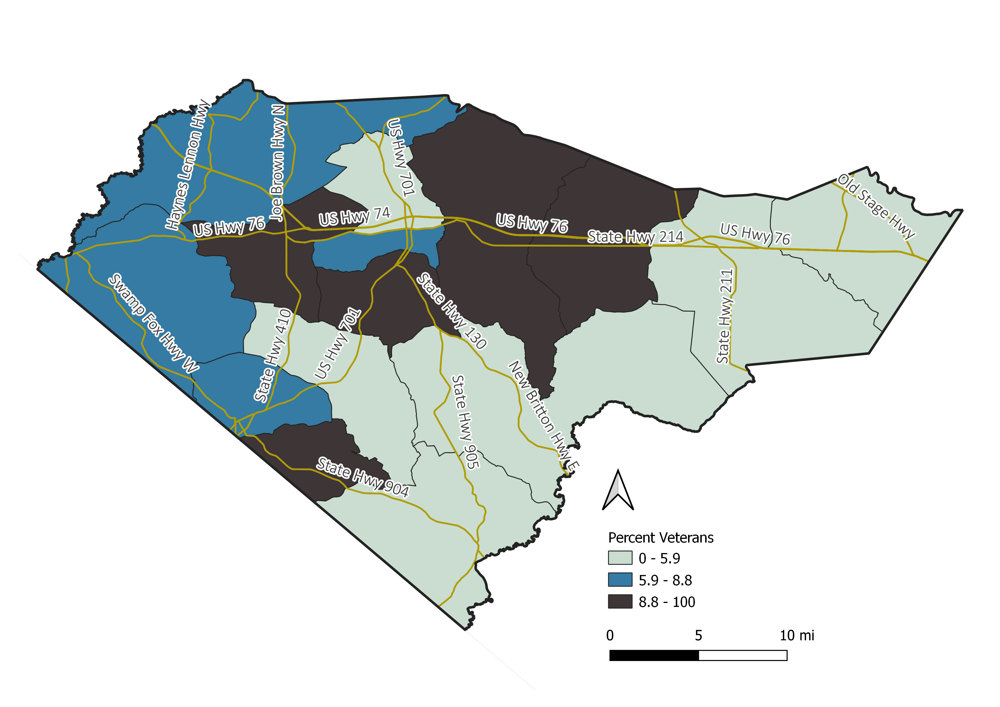 Haynes Lennon Hwy
Joe Brown Hwy N
US Hwy 701
Old Stage Hwy
US Hwy 76
US Hwy 74
US Hwy 76
State Hwy 214
US Hwy 76
Swamp Fox Hwy W
State Hwy 410
US Hwy 701
State Hwy 130
State Hwy 211
New Britton Hwy E
State Hwy 905
State Hwy 904
Percent Veterans
0 - 5.9
5.9 - 8.8
8.8 - 100
0 5 10 mi